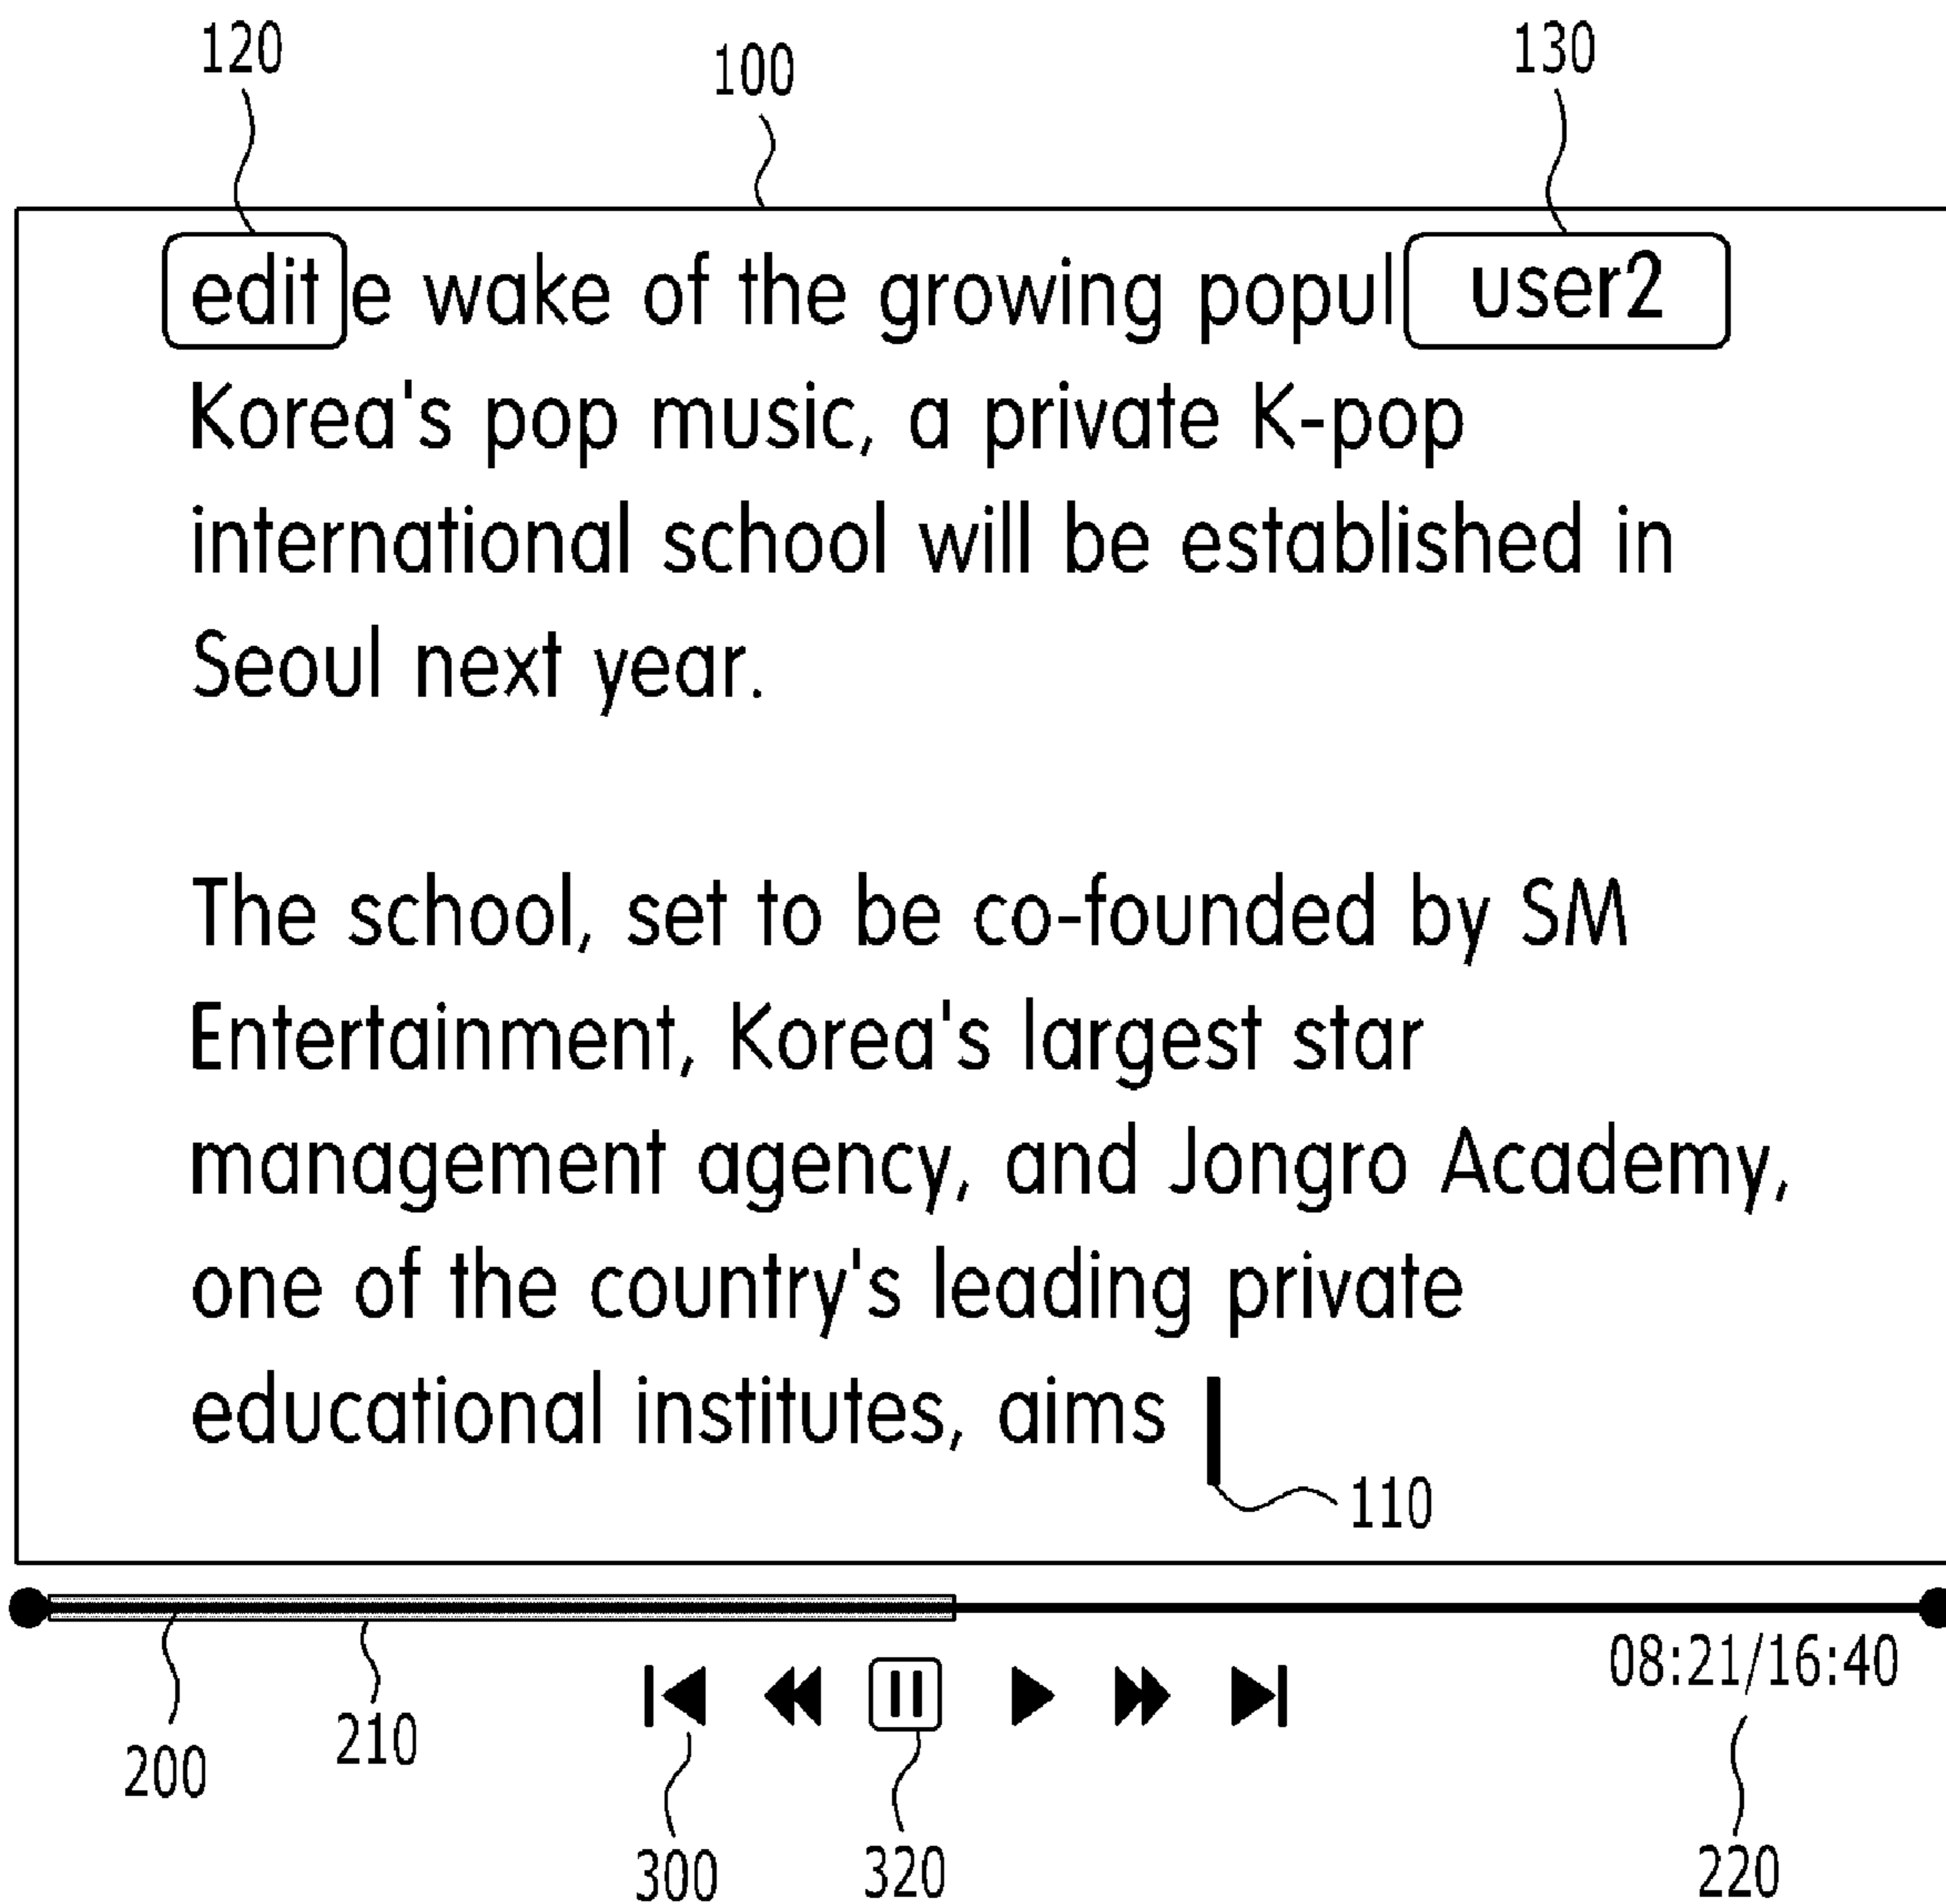 120
100
130
edit e wake of the growing popul user2
Korea's pop music, a private K-pop
international school will be established in
Seoul next year.
The school, set to be co-founded by SM
Entertainment, Korea's largest star
management agency, and Jongro Academy,
one of the country's leading private
educational institutes, aims
110
08:21/16:40
200
210
300
320
220